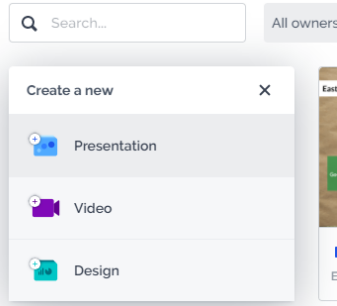 Search...
All owners
Create a new
East
Presentation
Video
Design